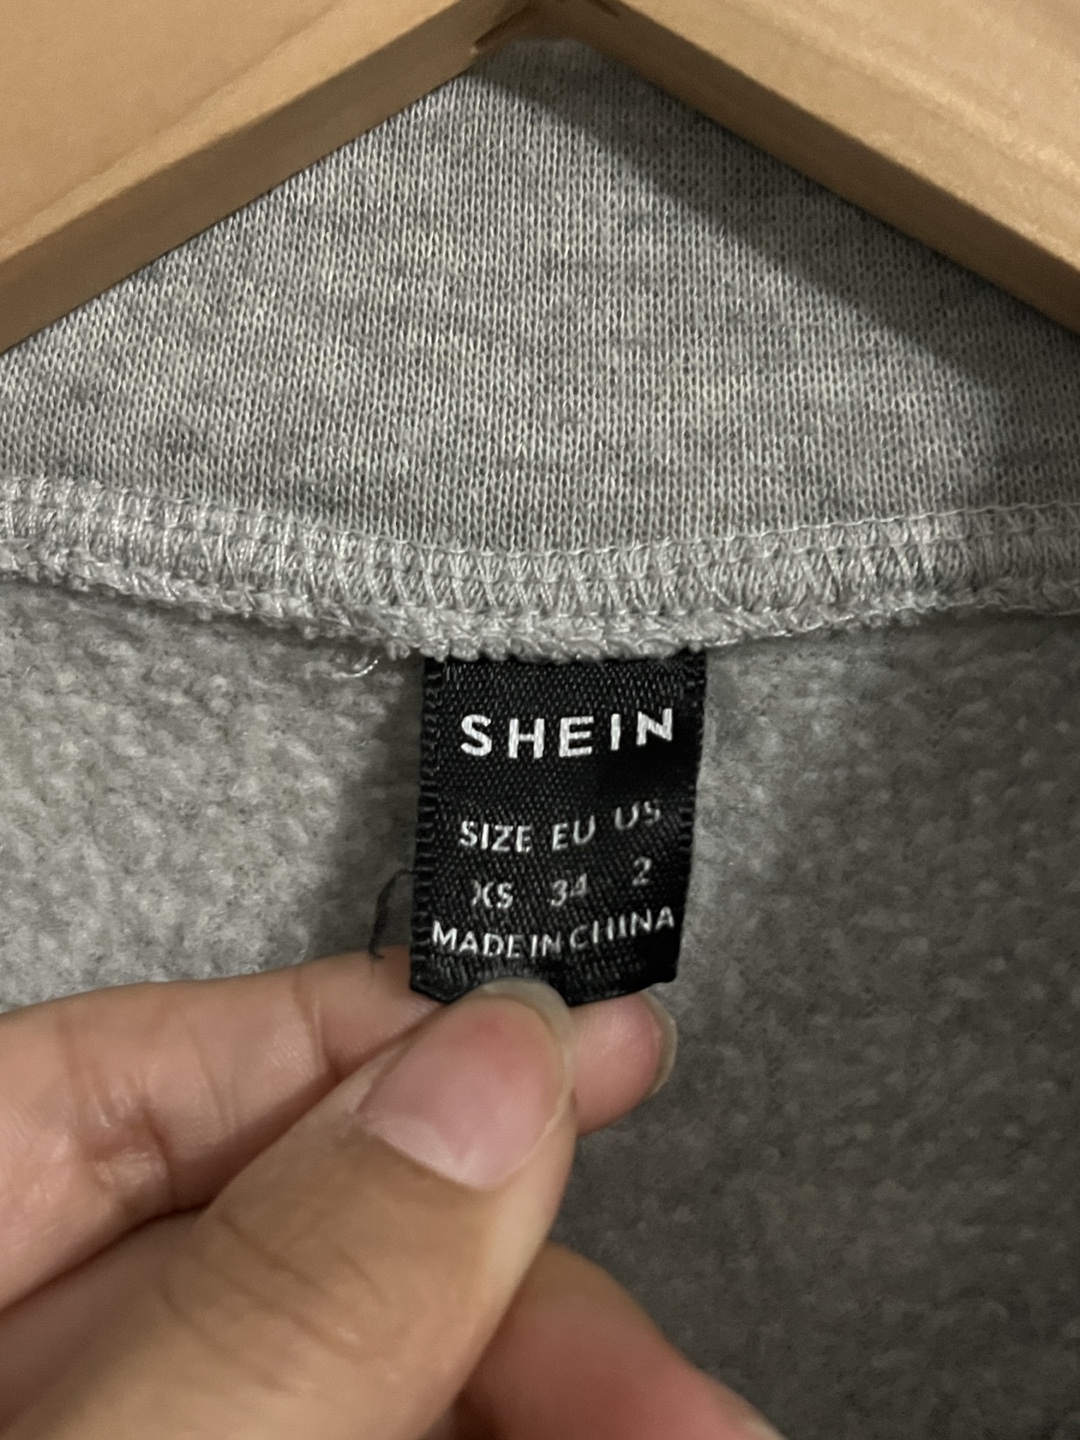 SHEIN
SIZE EU US
XS 34 2
MADE IN CHINA